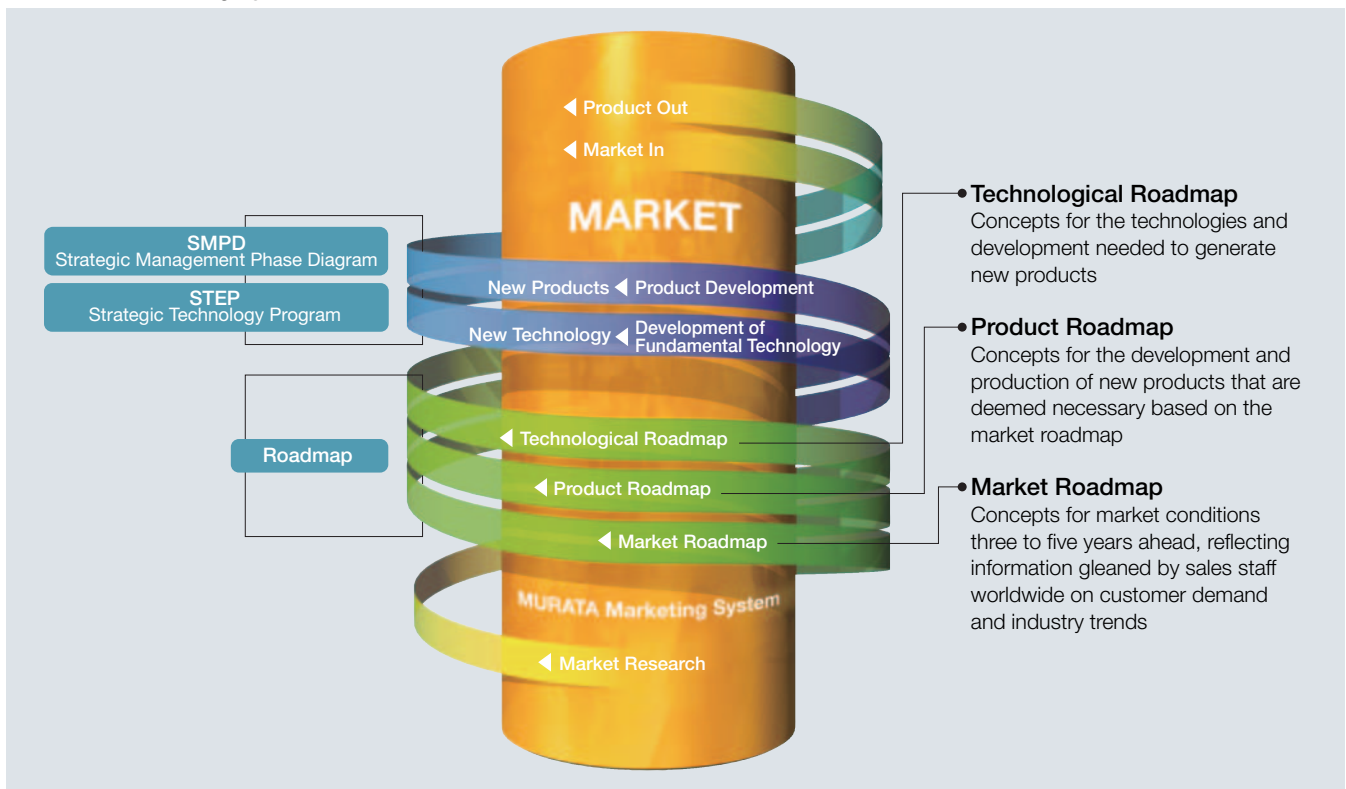 Product Out
Market In
MARKET
SMPD
Strategic Management Phase Diagram
STEP
Strategic Technology Program
New Products
Product Development
New Technology
Development of
Fundamental Technology
Roadmap
Technological Roadmap
Product Roadmap
Market Roadmap
MURATA Marketing System
Market Research
Technological Roadmap
Concepts for the technologies and
development needed to generate
new products
Product Roadmap
Concepts for the development and
production of new products that are
deemed necessary based on the
market roadmap
Market Roadmap
Concepts for market conditions
three to five years ahead, reflecting
information gleaned by sales staff
worldwide on customer demand
and industry trends